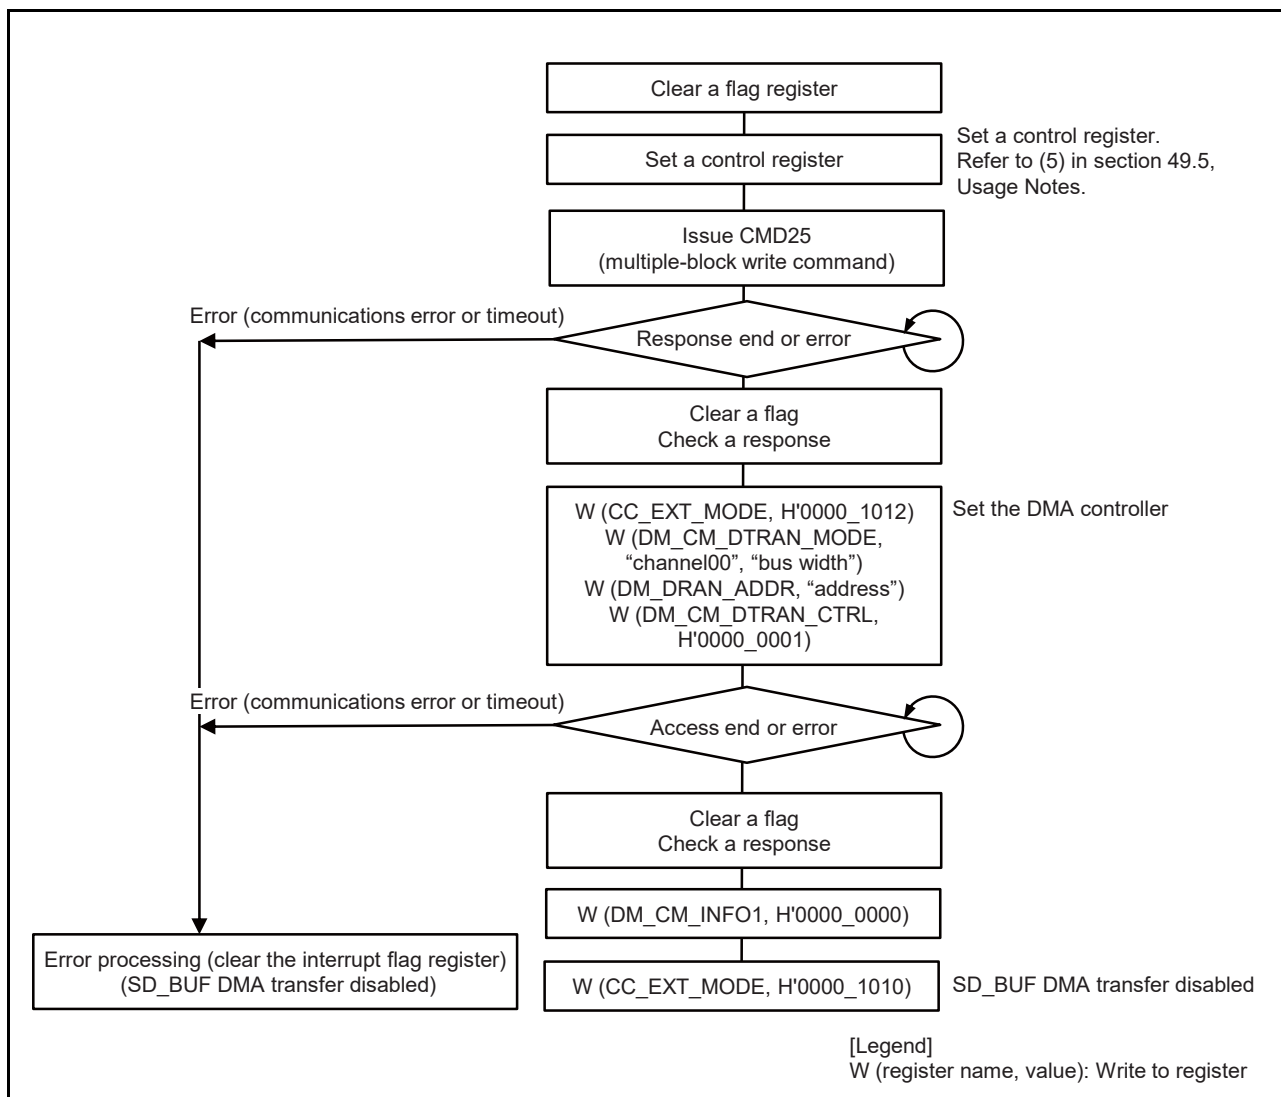 Clear a flag register
Set a control register
Set a control register.
Refer to (5) in section 49.5,
Usage Notes.
Issue CMD25
(multiple-block write command)
Error (communications error or timeout)
Response end or error
Clear a flag
Check a response
W (CC_EXT_MODE, H'0000_1012)
W (DM_CM_DTRAN_MODE,
“channel00”, “bus width”)
W (DM_DRAN_ADDR, “address”)
W (DM_CM_DTRAN_CTRL,
H'0000_0001)
Set the DMA controller
Error (communications error or timeout)
Access end or error
Clear a flag
Check a response
W (DM_CM_INFO1, H'0000_0000)
Error processing (clear the interrupt flag register)
(SD_BUF DMA transfer disabled)
W (CC_EXT_MODE, H'0000_1010)
SD_BUF DMA transfer disabled
[Legend]
W (register name, value): Write to register